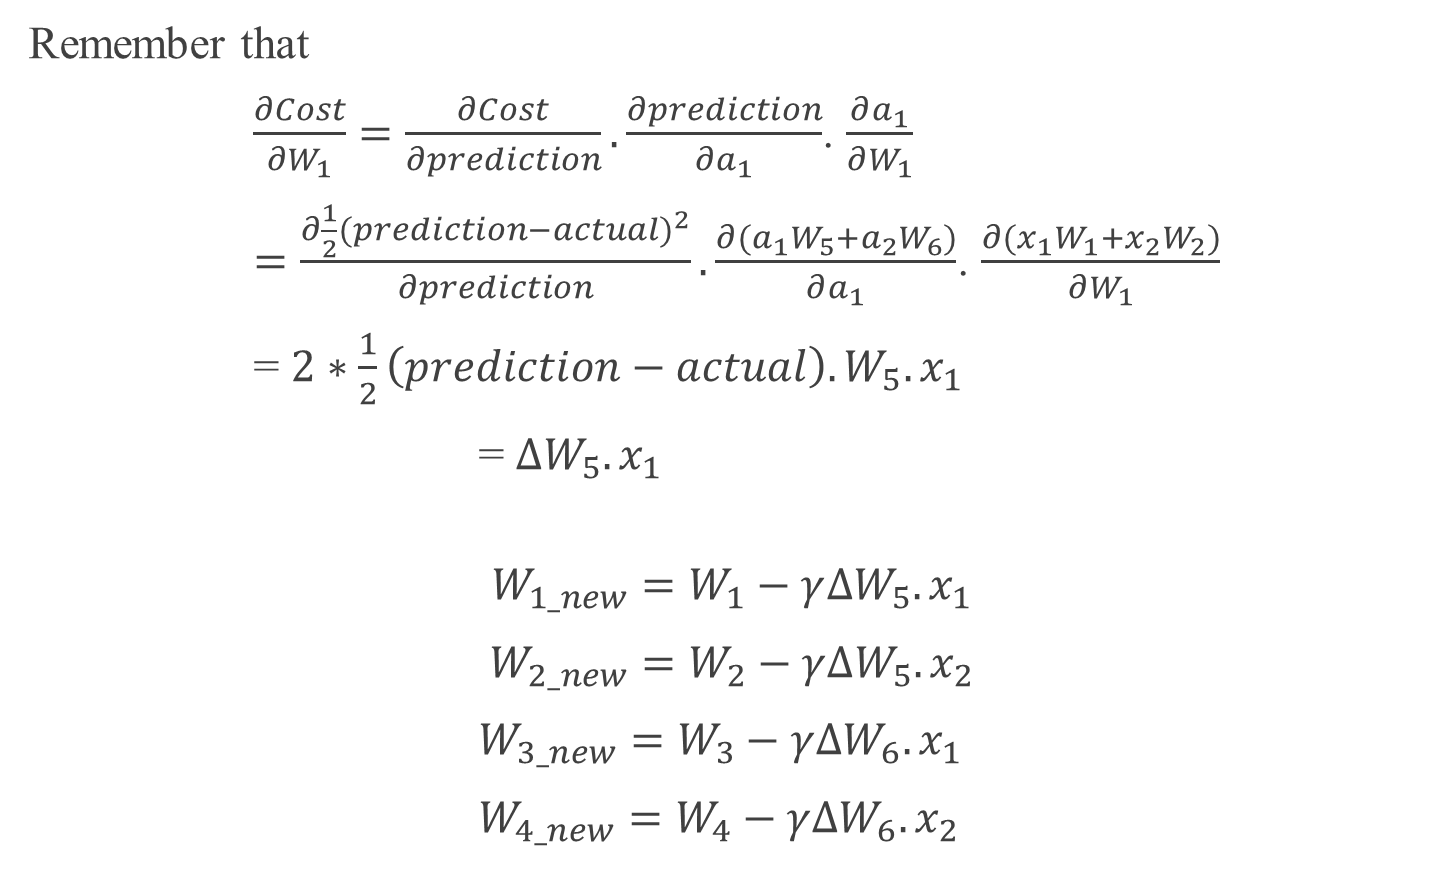 Remember that
∂Cost/∂W₁ = ∂Cost/∂prediction . ∂prediction/∂a₁ . ∂a₁/∂W₁
= ∂½(prediction−actual)²/∂prediction . ∂(a₁W₅+a₂W₆)/∂a₁ . ∂(x₁W₁+x₂W₂)/∂W₁
= 2 * ½ (prediction − actual). W₅. x₁
= ΔW₅. x₁
W₁_new = W₁ − γΔW₅. x₁
W₂_new = W₂ − γΔW₅. x₂
W₃_new = W₃ − γΔW₆. x₁
W₄_new = W₄ − γΔW₆. x₂